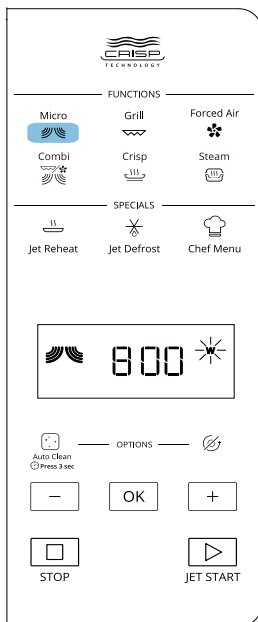 CRISP
TECHNOLOGY
FUNCTIONS
Micro Grill Forced Air
Combi Crisp Steam
SPECIALS
Jet Reheat Jet Defrost Chef Menu
800 W
OPTIONS
Auto Clean
Press 3 sec
− OK +
STOP JET START